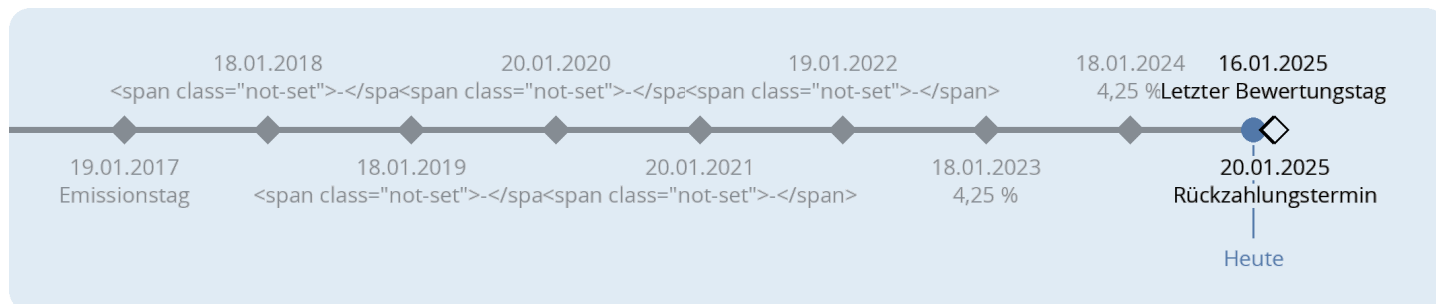 18.01.2018 20.01.2020 19.01.2022 18.01.2024 16.01.2025
<span class="not-set">-</spa<span class="not-set">-</spa<span class="not-set">-</span> 4,25 % Letzter Bewertungstag
19.01.2017 18.01.2019 20.01.2021 18.01.2023 20.01.2025
Emissionstag <span class="not-set">-</spa<span class="not-set">-</span> 4,25 % Rückzahlungstermin
Heute